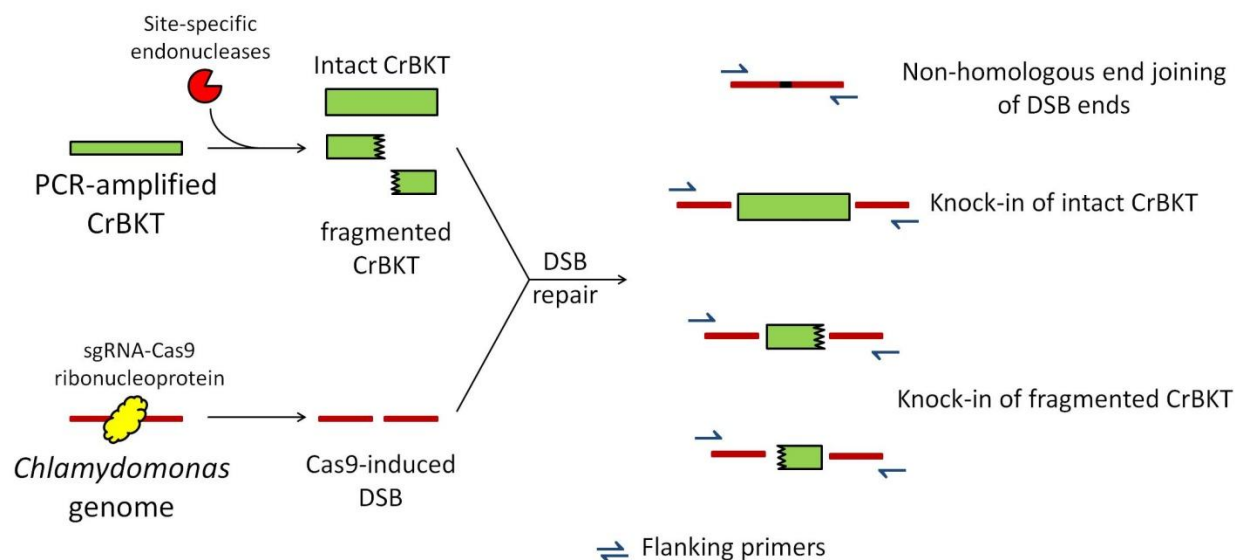 Site-specific
endonucleases
PCR-amplified
CrBKT
Intact CrBKT
fragmented
CrBKT
sgRNA-Cas9
ribonucleoprotein
Chlamydomonas
genome
Cas9-induced
DSB
DSB
repair
Non-homologous end joining
of DSB ends
Knock-in of intact CrBKT
Knock-in of fragmented CrBKT
Flanking primers